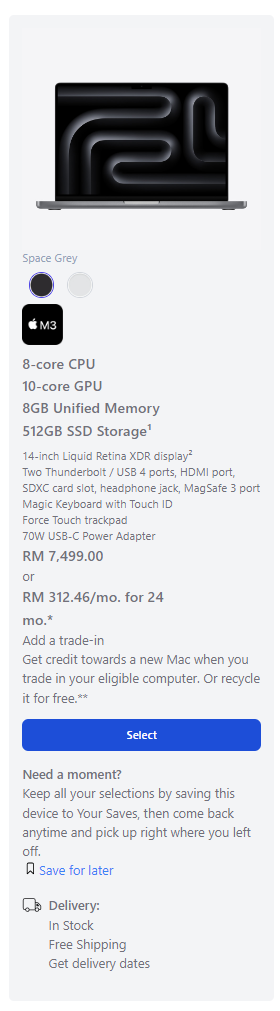 Space Grey
M3
8-core CPU
10-core GPU
8GB Unified Memory
512GB SSD Storage¹
14-inch Liquid Retina XDR display²
Two Thunderbolt / USB 4 ports, HDMI port,
SDXC card slot, headphone jack, MagSafe 3 port
Magic Keyboard with Touch ID
Force Touch trackpad
70W USB-C Power Adapter
RM 7,499.00
or
RM 312.46/mo. for 24
mo.*
Add a trade-in
Get credit towards a new Mac when you
trade in your eligible computer. Or recycle
it for free.**
Select
Need a moment?
Keep all your selections by saving this
device to Your Saves, then come back
anytime and pick up right where you left
off.
Save for later
Delivery:
In Stock
Free Shipping
Get delivery dates